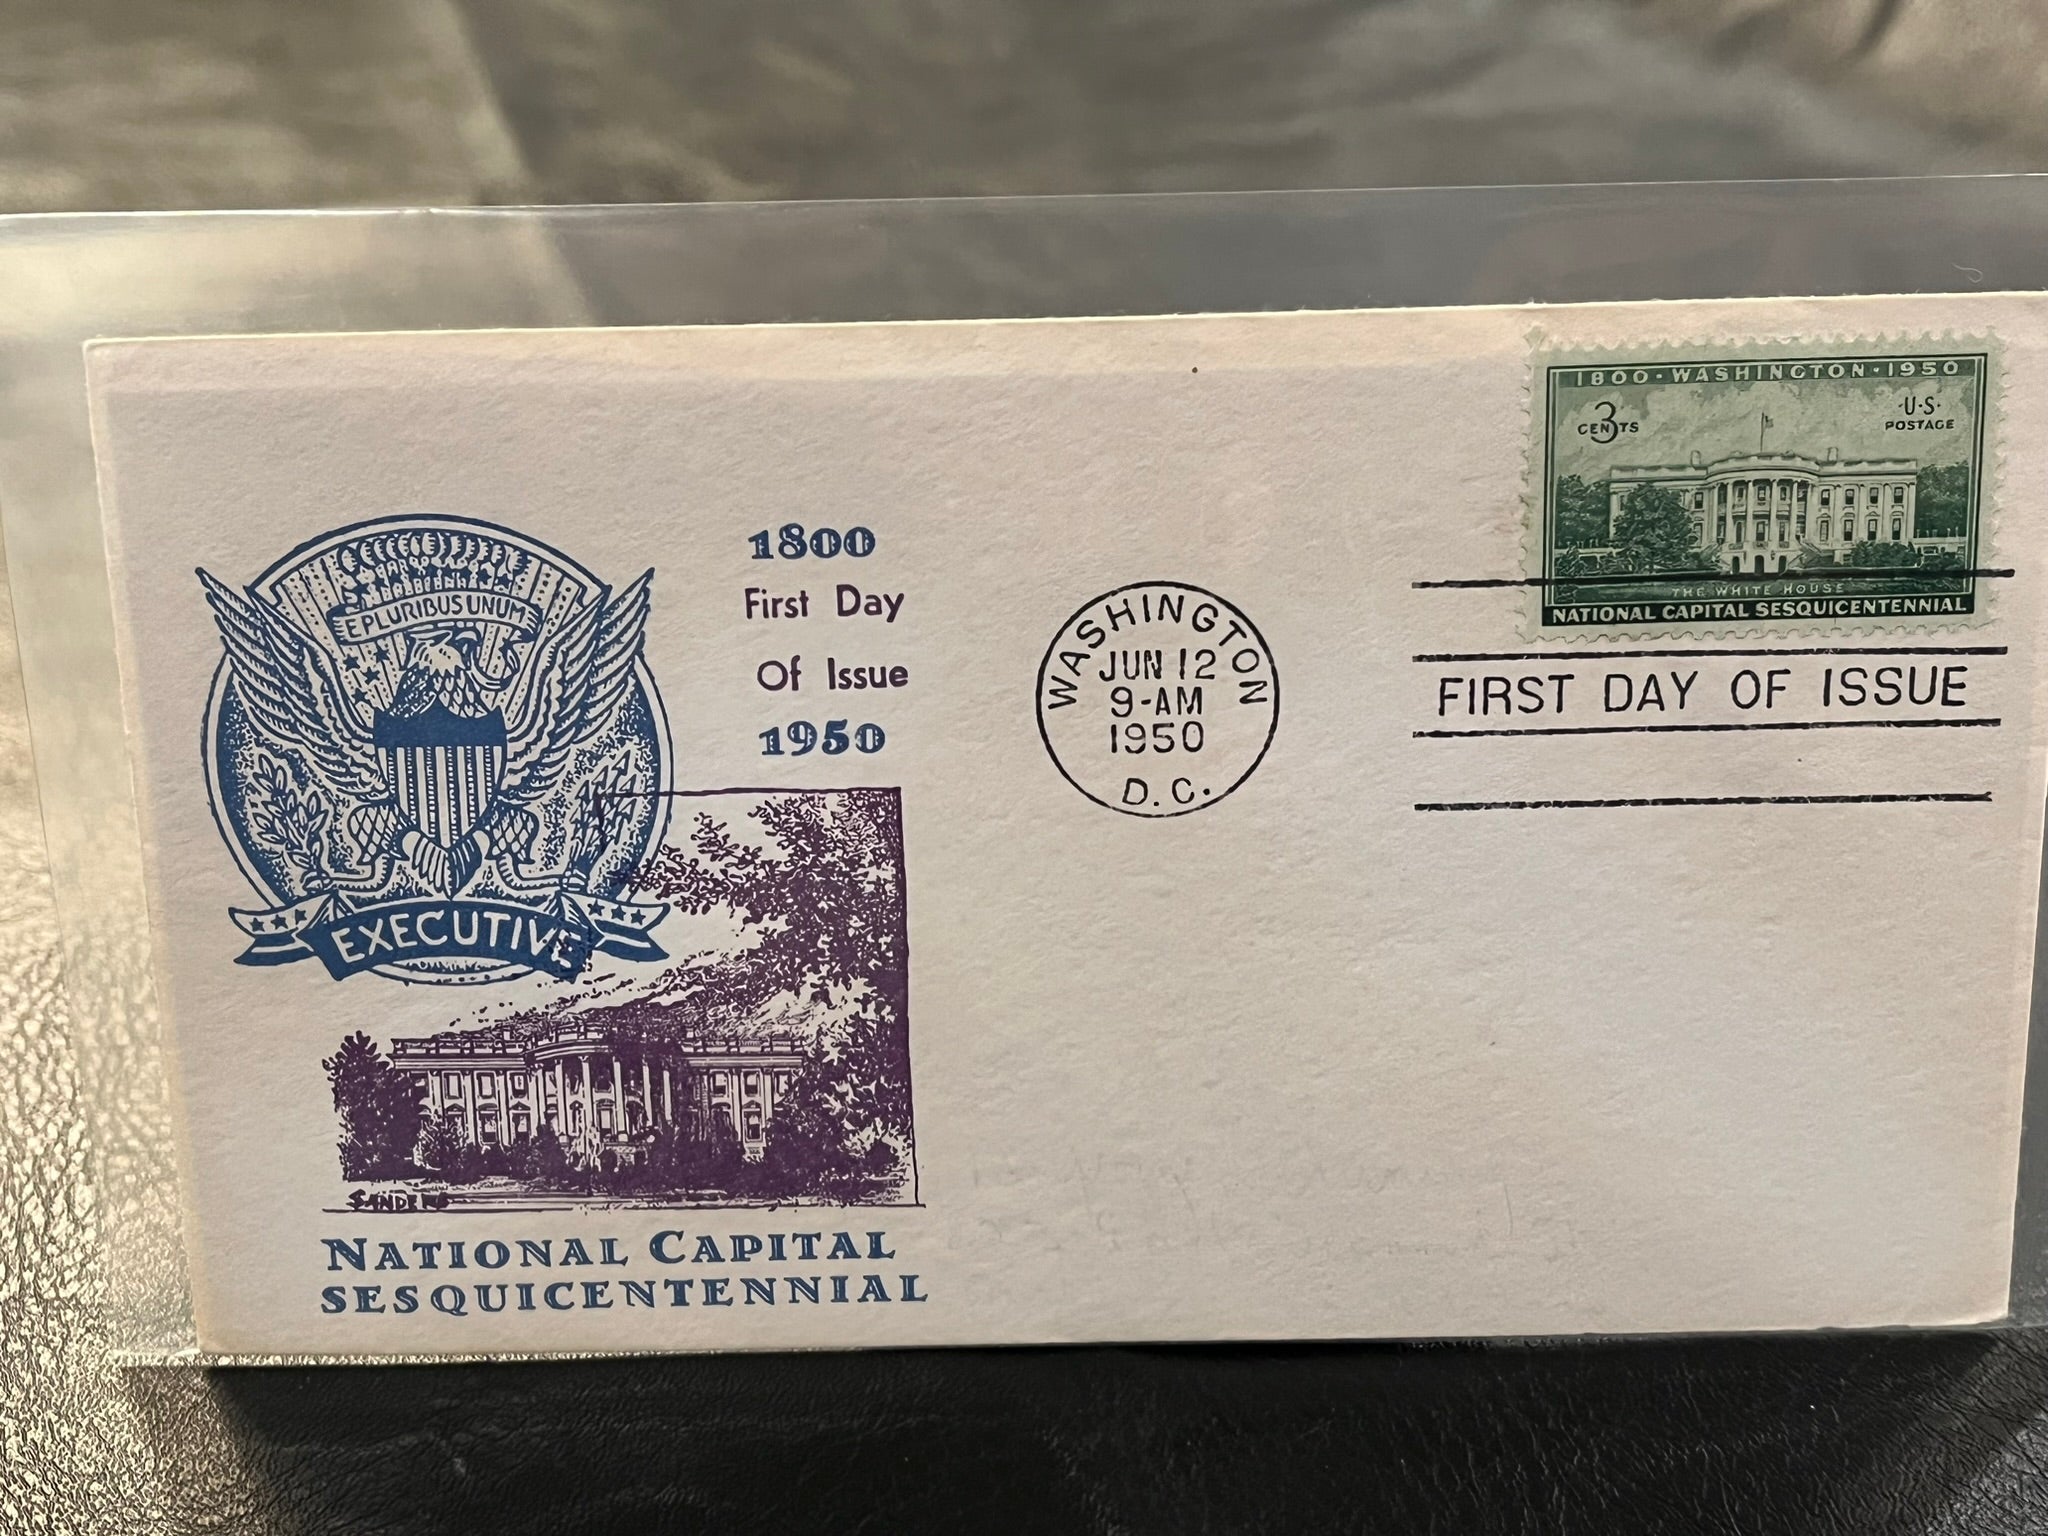 1800 · WASHINGTON · 1950
3 CENTS
U·S· POSTAGE
THE WHITE HOUSE
NATIONAL CAPITAL SESQUICENTENNIAL
FIRST DAY OF ISSUE
WASHINGTON
JUN 12
9-AM
1950
D. C.
1800
First Day
Of Issue
1950
E PLURIBUS UNUM
EXECUTIVE
SANDERS
NATIONAL CAPITAL
SESQUICENTENNIAL